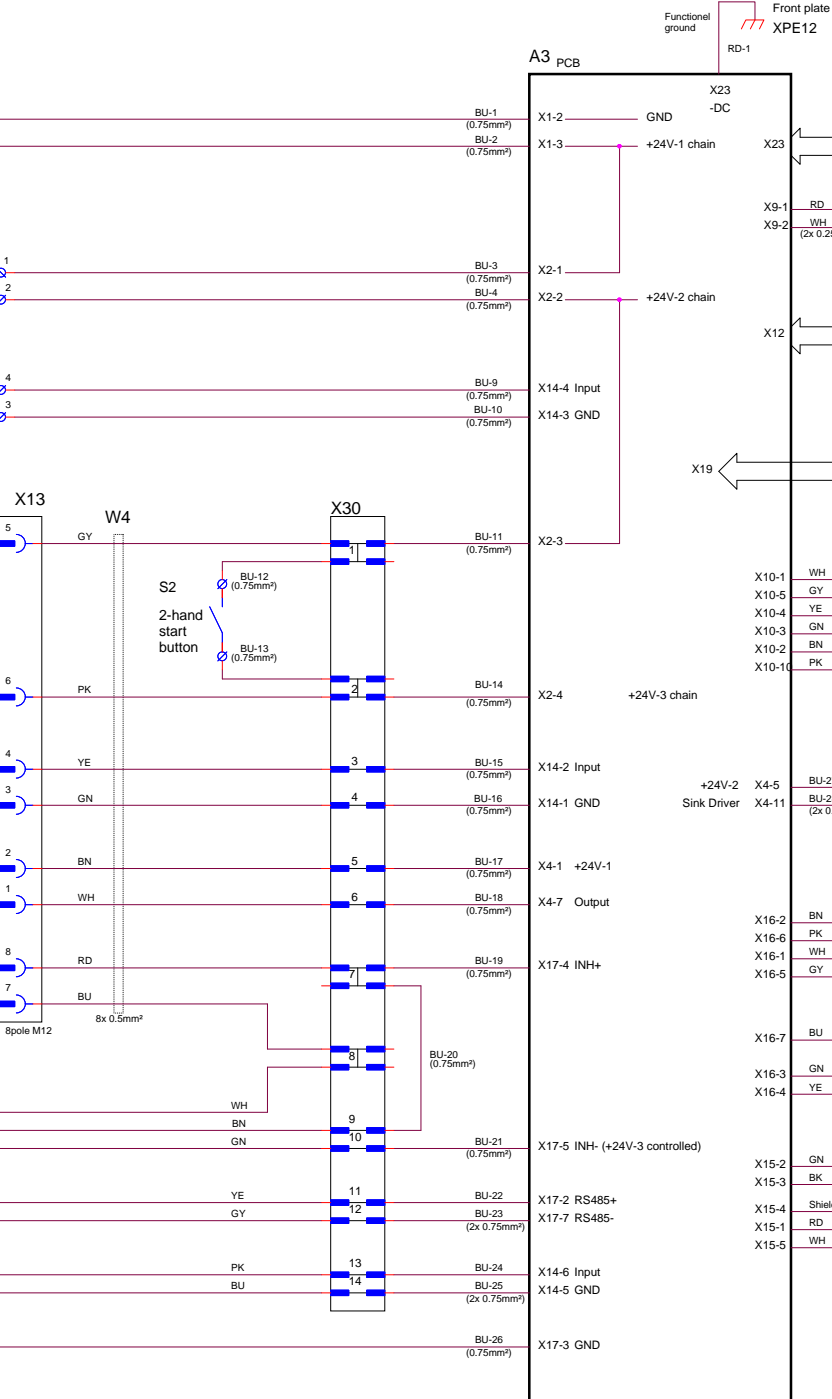 Front plate
Functionel
ground
XPE12
RD-1
A3 PCB
X23
-DC
BU-1
(0.75mm²)
X1-2
GND
BU-2
(0.75mm²)
X1-3
+24V-1 chain
X23
X9-1
RD
X9-2
WH
1
BU-3
(0.75mm²)
X2-1
2
BU-4
(0.75mm²)
X2-2
+24V-2 chain
X12
4
BU-9
(0.75mm²)
X14-4 Input
3
BU-10
(0.75mm²)
X14-3 GND
X19
X13
W4
X30
5
GY
1
BU-11
(0.75mm²)
X2-3
S2
2-hand
start
button
BU-12
(0.75mm²)
BU-13
(0.75mm²)
X10-1
WH
X10-5
GY
X10-4
YE
X10-3
GN
X10-2
BN
X10-10
PK
6
PK
2
BU-14
(0.75mm²)
X2-4
+24V-3 chain
4
YE
3
BU-15
(0.75mm²)
X14-2 Input
3
GN
4
BU-16
(0.75mm²)
X14-1 GND
+24V-2 X4-5
Sink Driver X4-11
2
BN
5
BU-17
(0.75mm²)
X4-1 +24V-1
1
WH
6
BU-18
(0.75mm²)
X4-7 Output
X16-2
BN
X16-6
PK
X16-1
WH
X16-5
GY
8
RD
7
BU-19
(0.75mm²)
X17-4 INH+
7
BU
8x 0.5mm²
8pole M12
8
BU-20
(0.75mm²)
X16-7
BU
X16-3
GN
X16-4
YE
WH
BN
9
GN
10
BU-21
(0.75mm²)
X17-5 INH- (+24V-3 controlled)
X15-2
GN
X15-3
BK
X15-4
X15-1
RD
X15-5
WH
YE
11
BU-22
X17-2 RS485+
GY
12
BU-23
(2x 0.75mm²)
X17-7 RS485-
PK
13
BU-24
X14-6 Input
BU
14
BU-25
(2x 0.75mm²)
X14-5 GND
BU-26
(0.75mm²)
X17-3 GND